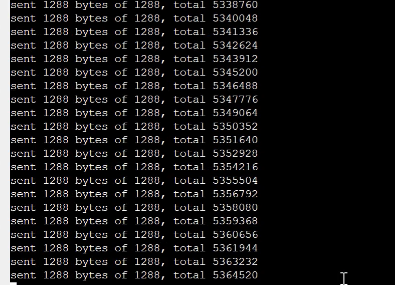 sent 1288 bytes of 1288, total 5338760
sent 1288 bytes of 1288, total 5340048
sent 1288 bytes of 1288, total 5341336
sent 1288 bytes of 1288, total 5342624
sent 1288 bytes of 1288, total 5343912
sent 1288 bytes of 1288, total 5345200
sent 1288 bytes of 1288, total 5346488
sent 1288 bytes of 1288, total 5347776
sent 1288 bytes of 1288, total 5349064
sent 1288 bytes of 1288, total 5350352
sent 1288 bytes of 1288, total 5351640
sent 1288 bytes of 1288, total 5352928
sent 1288 bytes of 1288, total 5354216
sent 1288 bytes of 1288, total 5355504
sent 1288 bytes of 1288, total 5356792
sent 1288 bytes of 1288, total 5358080
sent 1288 bytes of 1288, total 5359368
sent 1288 bytes of 1288, total 5360656
sent 1288 bytes of 1288, total 5361944
sent 1288 bytes of 1288, total 5363232
sent 1288 bytes of 1288, total 5364520